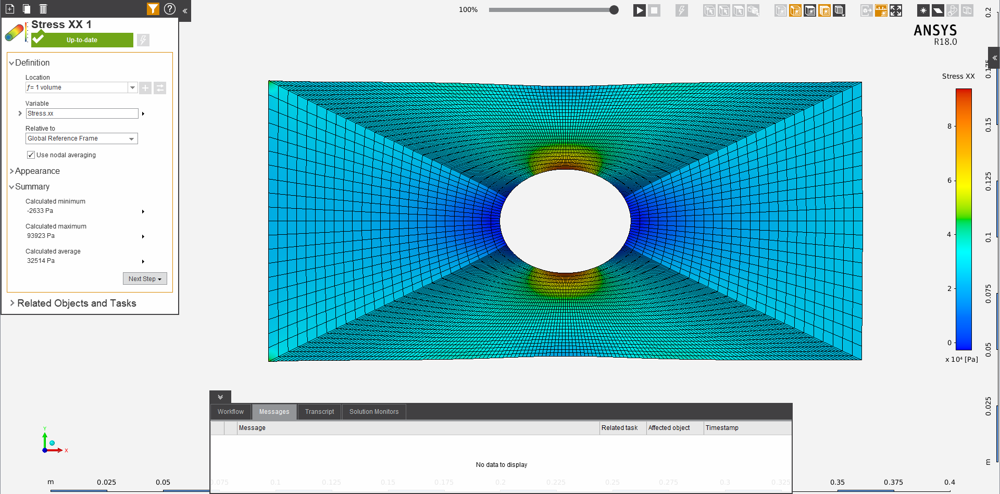 100%
Stress XX 1
Up-to-date
ANSYS
R18.0
Definition
Location
ƒ= 1 volume
Variable
Stress.xx
Relative to
Global Reference Frame
Use nodal averaging
Appearance
Summary
Calculated minimum
-2633 Pa
Calculated maximum
93923 Pa
Calculated average
32514 Pa
Next Step
Related Objects and Tasks
Stress XX
8
6
4
2
0
x 10⁴ [Pa]
0.2
0.175
0.15
0.125
0.1
0.075
0.05
0.025
m
Workflow Messages Transcript Solution Monitors
Message Related task Affected object Timestamp
No data to display
Y
X
m 0.025 0.05 0.075 0.1 0.125 0.15 0.175 0.2 0.225 0.25 0.275 0.3 0.325 0.35 0.375 0.4